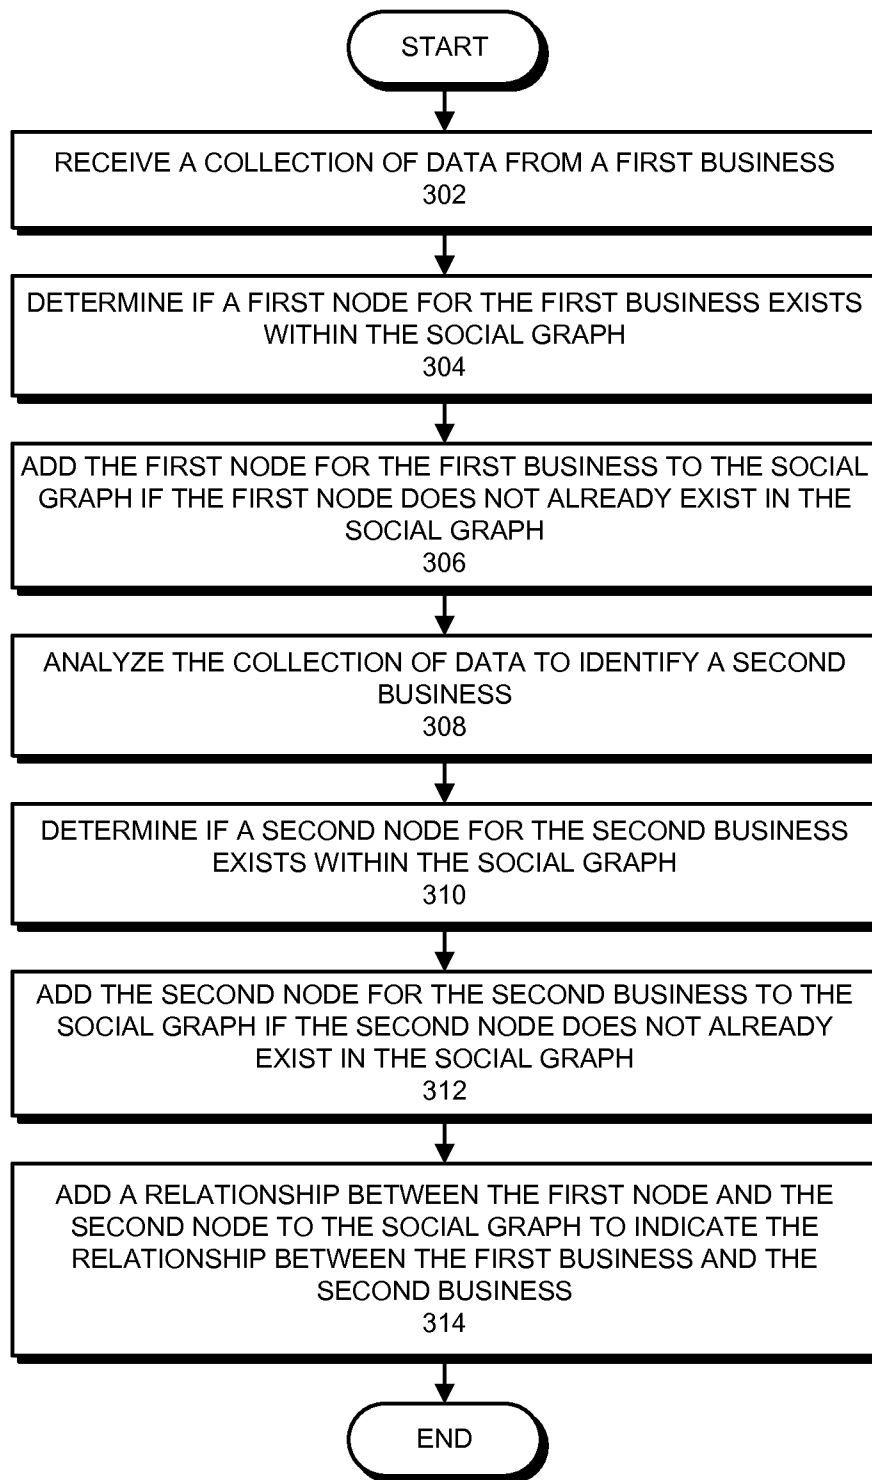 START
RECEIVE A COLLECTION OF DATA FROM A FIRST BUSINESS
302
DETERMINE IF A FIRST NODE FOR THE FIRST BUSINESS EXISTS
WITHIN THE SOCIAL GRAPH
304
ADD THE FIRST NODE FOR THE FIRST BUSINESS TO THE SOCIAL
GRAPH IF THE FIRST NODE DOES NOT ALREADY EXIST IN THE
SOCIAL GRAPH
306
ANALYZE THE COLLECTION OF DATA TO IDENTIFY A SECOND
BUSINESS
308
DETERMINE IF A SECOND NODE FOR THE SECOND BUSINESS
EXISTS WITHIN THE SOCIAL GRAPH
310
ADD THE SECOND NODE FOR THE SECOND BUSINESS TO THE
SOCIAL GRAPH IF THE SECOND NODE DOES NOT ALREADY
EXIST IN THE SOCIAL GRAPH
312
ADD A RELATIONSHIP BETWEEN THE FIRST NODE AND THE
SECOND NODE TO THE SOCIAL GRAPH TO INDICATE THE
RELATIONSHIP BETWEEN THE FIRST BUSINESS AND THE
SECOND BUSINESS
314
END